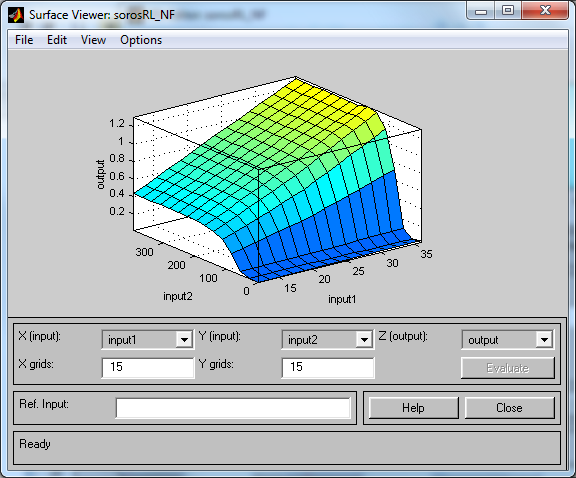 Surface Viewer: sorosRL_NF
File Edit View Options
1.2
1
0.8
0.6
0.4
0.2
output
300
200
100
0
input2
15
20
25
30
35
input1
X (input): input1 Y (input): input2 Z (output): output
X grids: 15 Y grids: 15 Evaluate
Ref. Input: Help Close
Ready